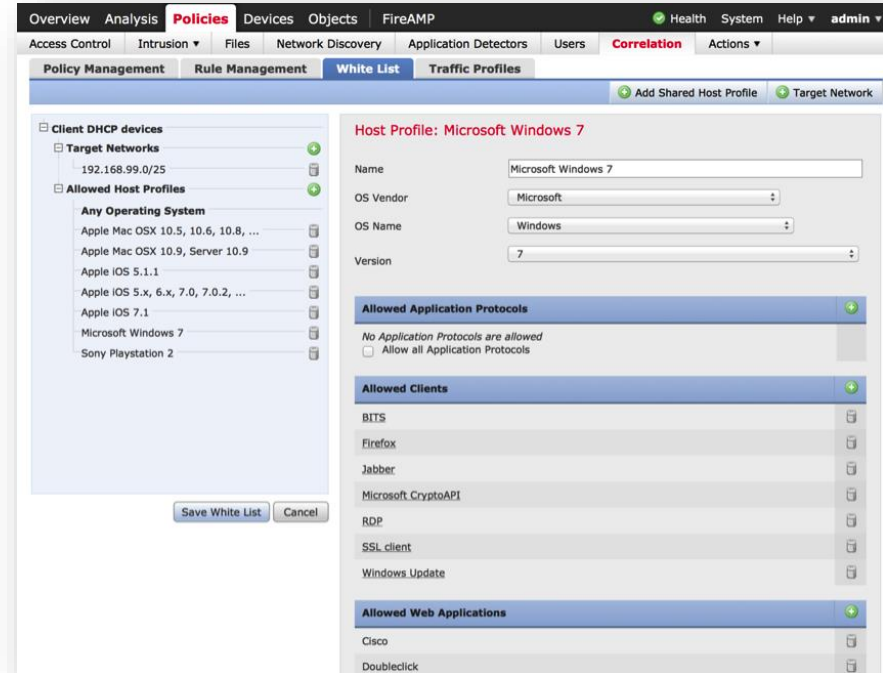 Overview Analysis Policies Devices Objects FireAMP Health System Help ▾ admin ▾
Access Control Intrusion ▾ Files Network Discovery Application Detectors Users Correlation Actions ▾
Policy Management Rule Management White List Traffic Profiles
Add Shared Host Profile Target Network
Client DHCP devices
Target Networks
192.168.99.0/25
Allowed Host Profiles
Any Operating System
Apple Mac OSX 10.5, 10.6, 10.8, ...
Apple Mac OSX 10.9, Server 10.9
Apple iOS 5.1.1
Apple iOS 5.x, 6.x, 7.0, 7.0.2, ...
Apple iOS 7.1
Microsoft Windows 7
Sony Playstation 2
Save White List Cancel
Host Profile: Microsoft Windows 7
Name Microsoft Windows 7
OS Vendor Microsoft
OS Name Windows
Version 7
Allowed Application Protocols
No Application Protocols are allowed
Allow all Application Protocols
Allowed Clients
BITS
Firefox
Jabber
Microsoft CryptoAPI
RDP
SSL client
Windows Update
Allowed Web Applications
Cisco
Doubleclick